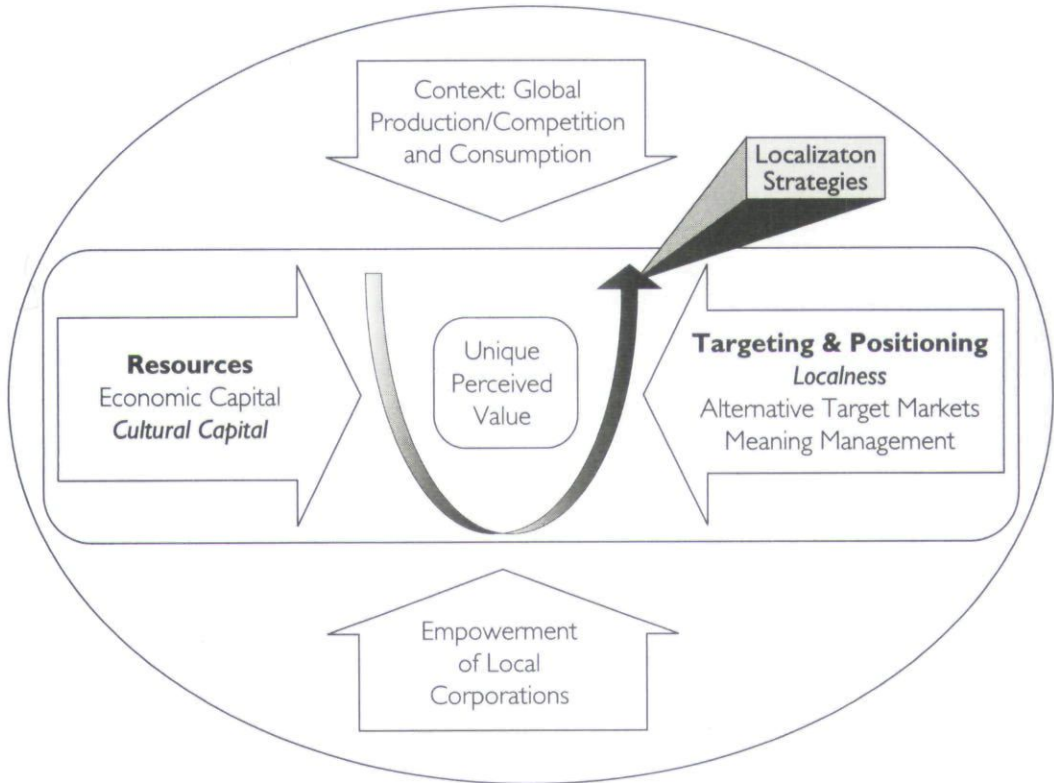 Context: Global
Production/Competition
and Consumption
Localizaton
Strategies
Resources
Economic Capital
Cultural Capital
Unique
Perceived
Value
Targeting & Positioning
Localness
Alternative Target Markets
Meaning Management
Empowerment
of Local
Corporations